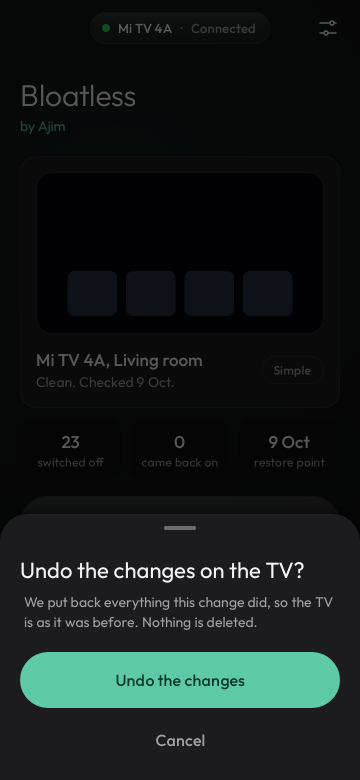 Mi TV 4A · Connected
Bloatless
by Ajim
Mi TV 4A, Living room
Clean. Checked 9 Oct.
Simple
23
switched off
0
came back on
9 Oct
restore point
Undo the changes on the TV?
We put back everything this change did, so the TV
is as it was before. Nothing is deleted.
Undo the changes
Cancel